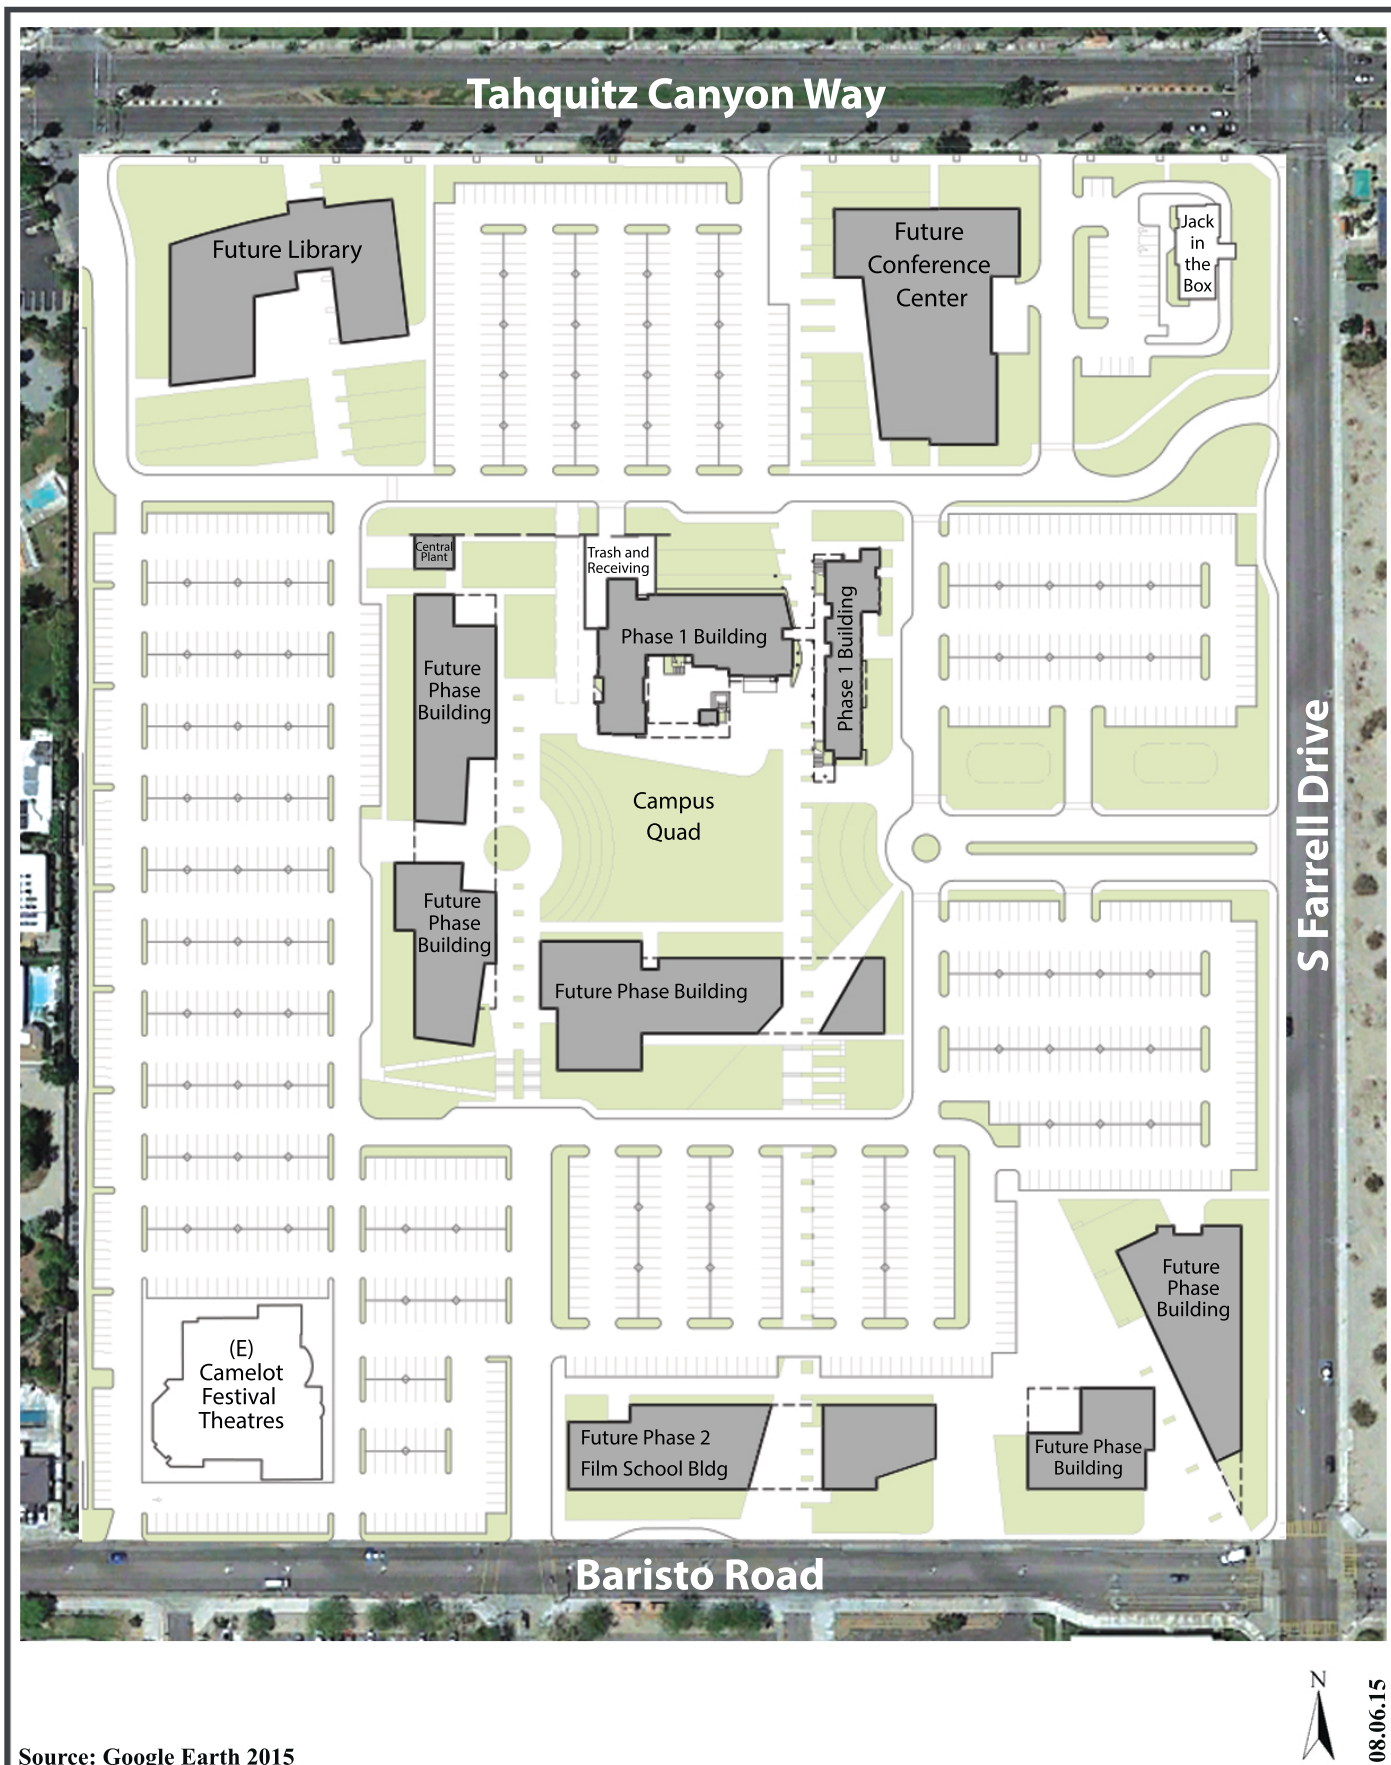 Tahquitz Canyon Way
Future Library
Future
Conference
Center
Jack
in
the
Box
Central
Plant
Trash and
Receiving
Phase 1 Building
Phase 1 Building
Future
Phase
Building
Campus
Quad
S Farrell Drive
Future
Phase
Building
Future Phase Building
Future
Phase
Building
(E)
Camelot
Festival
Theatres
Future Phase 2
Film School Bldg
Future Phase
Building
Baristo Road
N
08.06.15
Source: Google Earth 2015